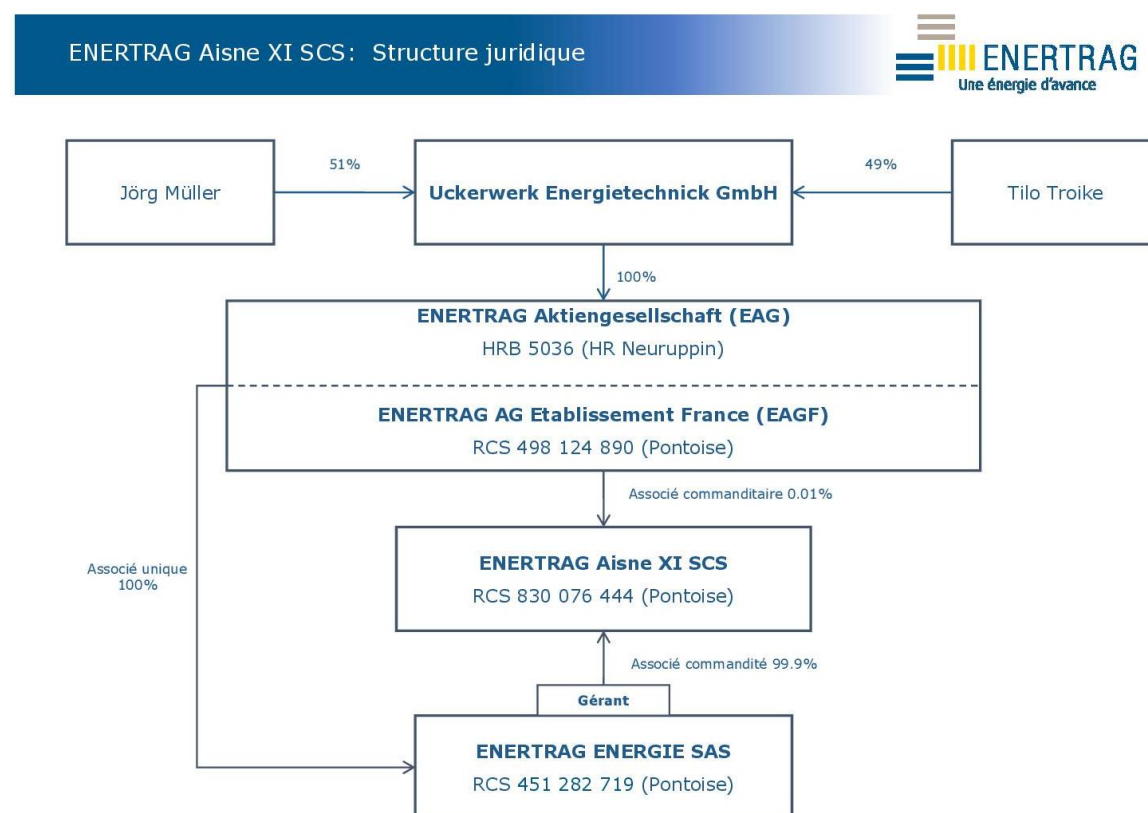 ENERTRAG Aisne XI SCS: Structure juridique
ENERTRAG
Une énergie d'avance
Jörg Müller
51%
Uckerwerk Energietechnick GmbH
49%
Tilo Troike
100%
ENERTRAG Aktiengesellschaft (EAG)
HRB 5036 (HR Neuruppin)
ENERTRAG AG Etablissement France (EAGF)
RCS 498 124 890 (Pontoise)
Associé commanditaire 0.01%
Associé unique
100%
ENERTRAG Aisne XI SCS
RCS 830 076 444 (Pontoise)
Associé commandité 99.9%
Gérant
ENERTRAG ENERGIE SAS
RCS 451 282 719 (Pontoise)